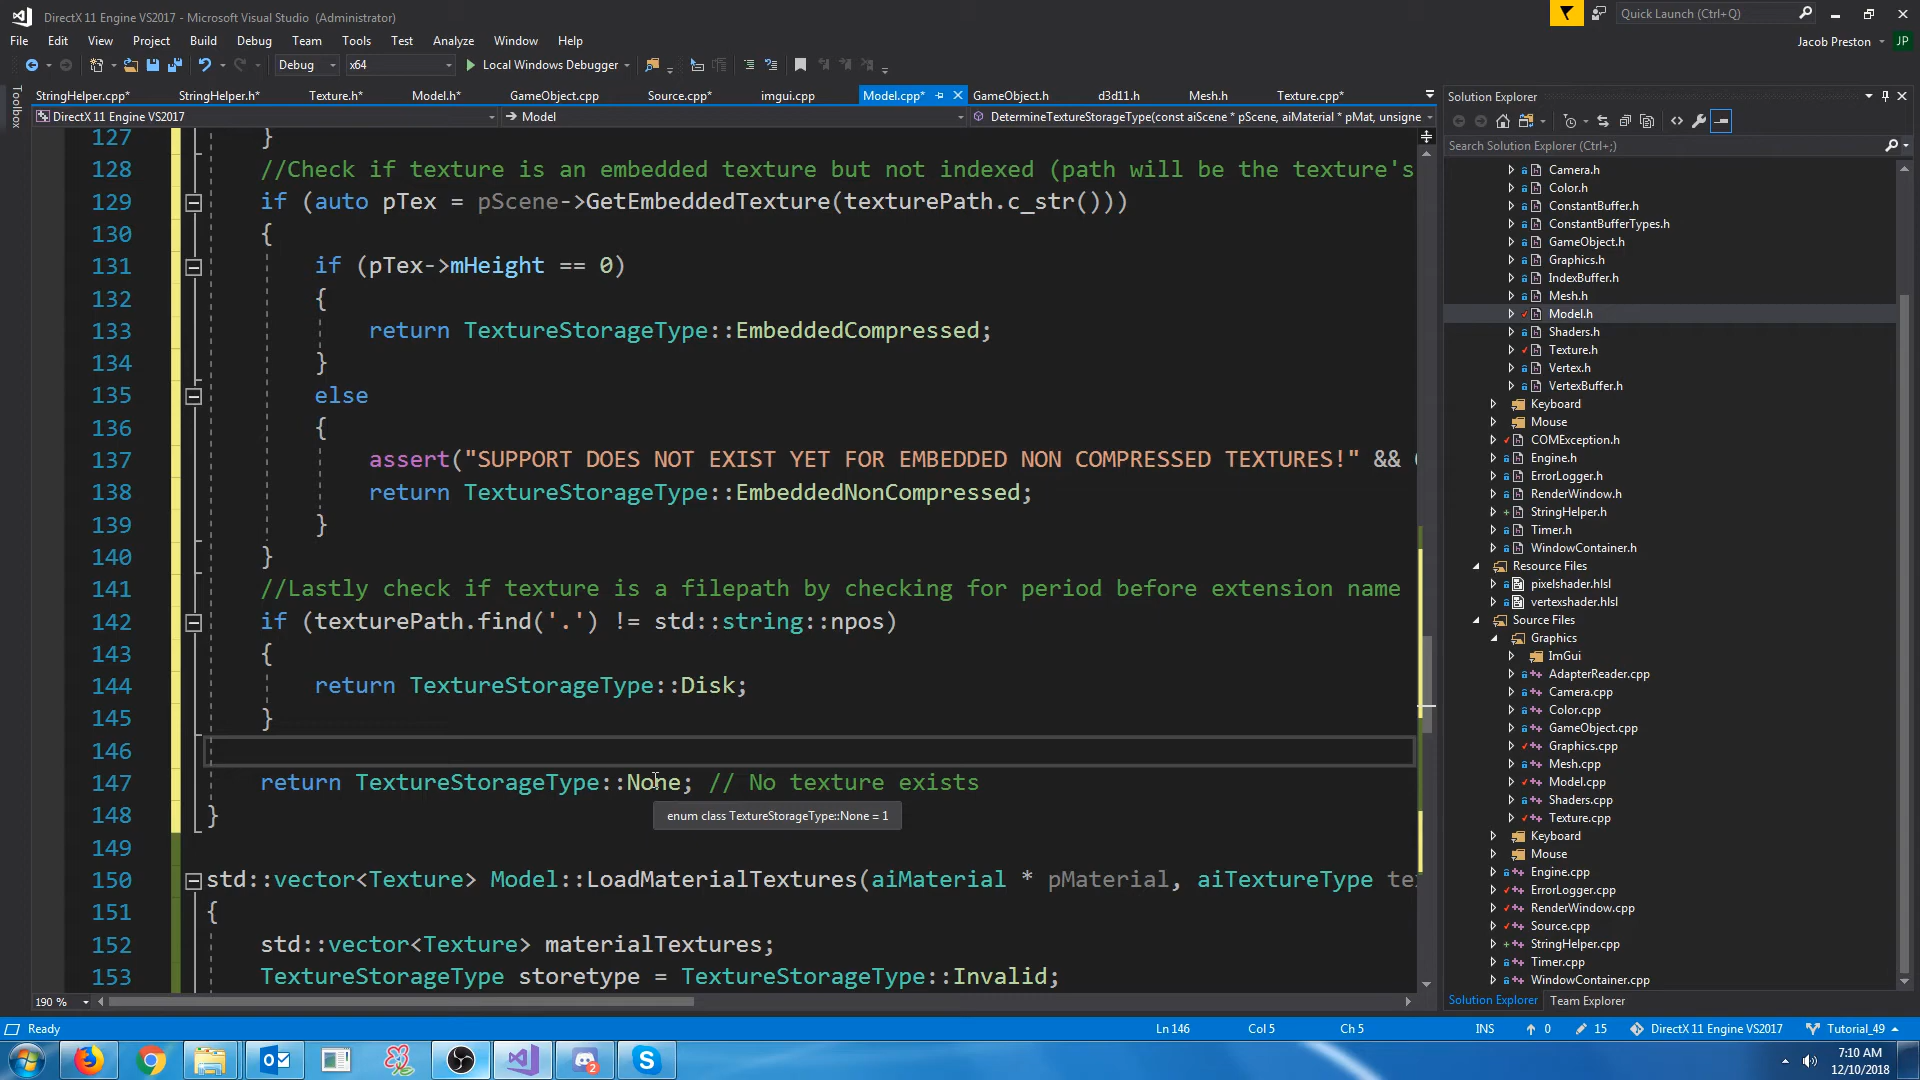 DirectX 11 Engine VS2017 - Microsoft Visual Studio (Administrator)
Quick Launch (Ctrl+Q)
File Edit View Project Build Debug Team Tools Test Analyze Window Help
Jacob Preston JP
Debug x64 Local Windows Debugger
Toolbox
StringHelper.cpp* StringHelper.h* Texture.h* Model.h* GameObject.cpp Source.cpp* imgui.cpp Model.cpp* GameObject.h d3d11.h Mesh.h Texture.cpp*
DirectX 11 Engine VS2017 Model DetermineTextureStorageType(const aiScene * pScene, aiMaterial * pMat, unsigne
127 }
128 //Check if texture is an embedded texture but not indexed (path will be the texture's
129 if (auto pTex = pScene->GetEmbeddedTexture(texturePath.c_str()))
130 {
131 if (pTex->mHeight == 0)
132 {
133 return TextureStorageType::EmbeddedCompressed;
134 }
135 else
136 {
137 assert("SUPPORT DOES NOT EXIST YET FOR EMBEDDED NON COMPRESSED TEXTURES!" && (
138 return TextureStorageType::EmbeddedNonCompressed;
139 }
140 }
141 //Lastly check if texture is a filepath by checking for period before extension name
142 if (texturePath.find('.') != std::string::npos)
143 {
144 return TextureStorageType::Disk;
145 }
146
147 return TextureStorageType::None; // No texture exists
enum class TextureStorageType::None = 1
148 }
149
150 std::vector<Texture> Model::LoadMaterialTextures(aiMaterial * pMaterial, aiTextureType te
151 {
152 std::vector<Texture> materialTextures;
153 TextureStorageType storetype = TextureStorageType::Invalid;
190 %
Solution Explorer
Search Solution Explorer (Ctrl+;)
Camera.h
Color.h
ConstantBuffer.h
ConstantBufferTypes.h
GameObject.h
Graphics.h
IndexBuffer.h
Mesh.h
Model.h
Shaders.h
Texture.h
Vertex.h
VertexBuffer.h
Keyboard
Mouse
COMException.h
Engine.h
ErrorLogger.h
RenderWindow.h
StringHelper.h
Timer.h
WindowContainer.h
Resource Files
pixelshader.hlsl
vertexshader.hlsl
Source Files
Graphics
ImGui
AdapterReader.cpp
Camera.cpp
Color.cpp
GameObject.cpp
Graphics.cpp
Mesh.cpp
Model.cpp
Shaders.cpp
Texture.cpp
Keyboard
Mouse
Engine.cpp
ErrorLogger.cpp
RenderWindow.cpp
Source.cpp
StringHelper.cpp
Timer.cpp
WindowContainer.cpp
Solution Explorer Team Explorer
Ready Ln 146 Col 5 Ch 5 INS 0 15 DirectX 11 Engine VS2017 Tutorial_49
2
7:10 AM
12/10/2018